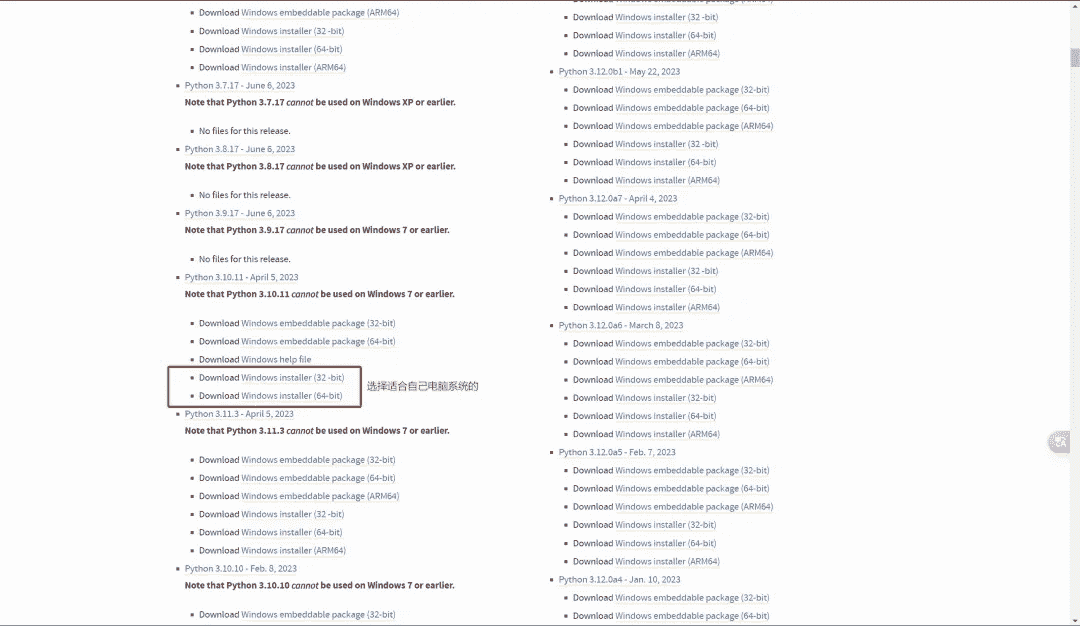 Download Windows embeddable package (ARM64)
Download Windows installer (32 -bit)
Download Windows installer (64-bit)
Download Windows installer (ARM64)
Python 3.7.17 - June 6, 2023
Note that Python 3.7.17 cannot be used on Windows XP or earlier.
No files for this release.
Python 3.8.17 - June 6, 2023
Note that Python 3.8.17 cannot be used on Windows XP or earlier.
No files for this release.
Python 3.9.17 - June 6, 2023
Note that Python 3.9.17 cannot be used on Windows 7 or earlier.
No files for this release.
Python 3.10.11 - April 5, 2023
Note that Python 3.10.11 cannot be used on Windows 7 or earlier.
Download Windows embeddable package (32-bit)
Download Windows embeddable package (64-bit)
Download Windows help file
Download Windows installer (32 -bit)
Download Windows installer (64-bit)
选择适合自己电脑系统的
Python 3.11.3 - April 5, 2023
Note that Python 3.11.3 cannot be used on Windows 7 or earlier.
Download Windows embeddable package (32-bit)
Download Windows embeddable package (64-bit)
Download Windows embeddable package (ARM64)
Download Windows installer (32 -bit)
Download Windows installer (64-bit)
Download Windows installer (ARM64)
Python 3.10.10 - Feb. 8, 2023
Note that Python 3.10.10 cannot be used on Windows 7 or earlier.
Download Windows embeddable package (32-bit)
Download Windows embeddable package (ARM64)
Download Windows installer (32 -bit)
Download Windows installer (64-bit)
Download Windows installer (ARM64)
Python 3.12.0b1 - May 22, 2023
Download Windows embeddable package (32-bit)
Download Windows embeddable package (64-bit)
Download Windows embeddable package (ARM64)
Download Windows installer (32 -bit)
Download Windows installer (64-bit)
Download Windows installer (ARM64)
Python 3.12.0a7 - April 4, 2023
Download Windows embeddable package (32-bit)
Download Windows embeddable package (64-bit)
Download Windows embeddable package (ARM64)
Download Windows installer (32 -bit)
Download Windows installer (64-bit)
Download Windows installer (ARM64)
Python 3.12.0a6 - March 8, 2023
Download Windows embeddable package (32-bit)
Download Windows embeddable package (64-bit)
Download Windows embeddable package (ARM64)
Download Windows installer (32-bit)
Download Windows installer (64-bit)
Download Windows installer (ARM64)
Python 3.12.0a5 - Feb. 7, 2023
Download Windows embeddable package (32-bit)
Download Windows embeddable package (64-bit)
Download Windows embeddable package (ARM64)
Download Windows installer (32-bit)
Download Windows installer (64-bit)
Download Windows installer (ARM64)
Python 3.12.0a4 - Jan. 10, 2023
Download Windows embeddable package (32-bit)
Download Windows embeddable package (64-bit)